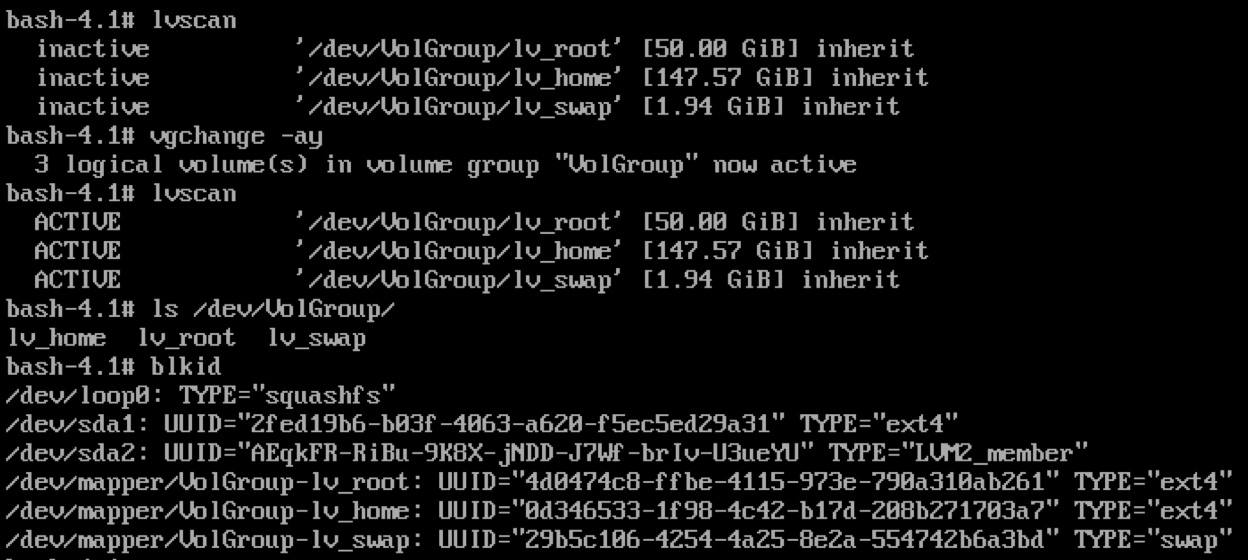 bash-4.1# lvscan
  inactive          '/dev/VolGroup/lv_root' [50.00 GiB] inherit
  inactive          '/dev/VolGroup/lv_home' [147.57 GiB] inherit
  inactive          '/dev/VolGroup/lv_swap' [1.94 GiB] inherit
bash-4.1# vgchange -ay
  3 logical volume(s) in volume group "VolGroup" now active
bash-4.1# lvscan
  ACTIVE            '/dev/VolGroup/lv_root' [50.00 GiB] inherit
  ACTIVE            '/dev/VolGroup/lv_home' [147.57 GiB] inherit
  ACTIVE            '/dev/VolGroup/lv_swap' [1.94 GiB] inherit
bash-4.1# ls /dev/VolGroup/
lv_home  lv_root  lv_swap
bash-4.1# blkid
/dev/loop0: TYPE="squashfs"
/dev/sda1: UUID="2fed19b6-b03f-4063-a620-f5ec5ed29a31" TYPE="ext4"
/dev/sda2: UUID="AEqkFR-RiBu-9K8X-jNDD-J7Wf-brIv-U3ueYU" TYPE="LVM2_member"
/dev/mapper/VolGroup-lv_root: UUID="4d0474c8-ffbe-4115-973e-790a310ab261" TYPE="ext4"
/dev/mapper/VolGroup-lv_home: UUID="0d346533-1f98-4c42-b17d-208b271703a7" TYPE="ext4"
/dev/mapper/VolGroup-lv_swap: UUID="29b5c106-4254-4a25-8e2a-554742b6a3bd" TYPE="swap"